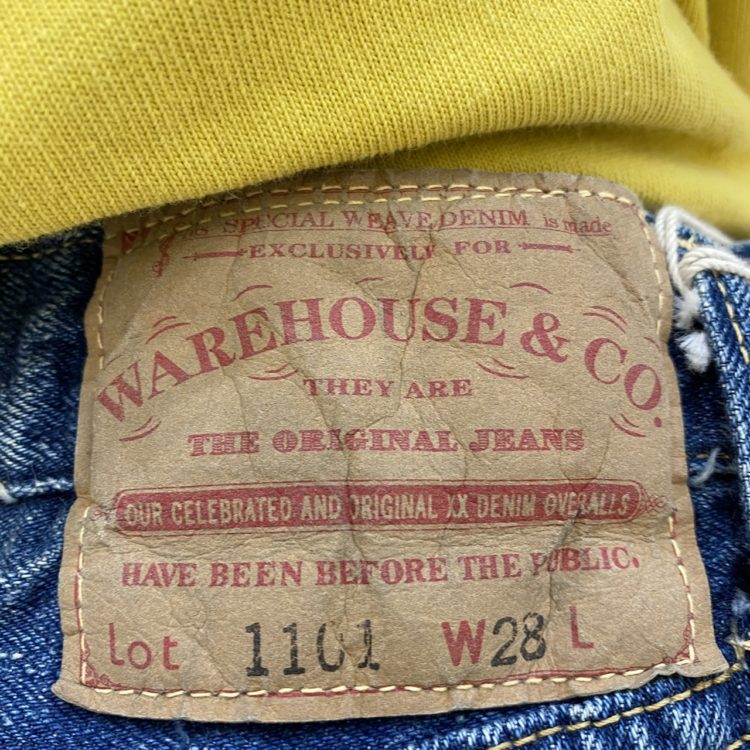 SPECIAL WEAVE DENIM is made
EXCLUSIVELY FOR
WAREHOUSE & CO.
THEY ARE
THE ORIGINAL JEANS
OUR CELEBRATED AND ORIGINAL XX DENIM OVERALLS
HAVE BEEN BEFORE THE PUBLIC.
Lot 1101 W28 L